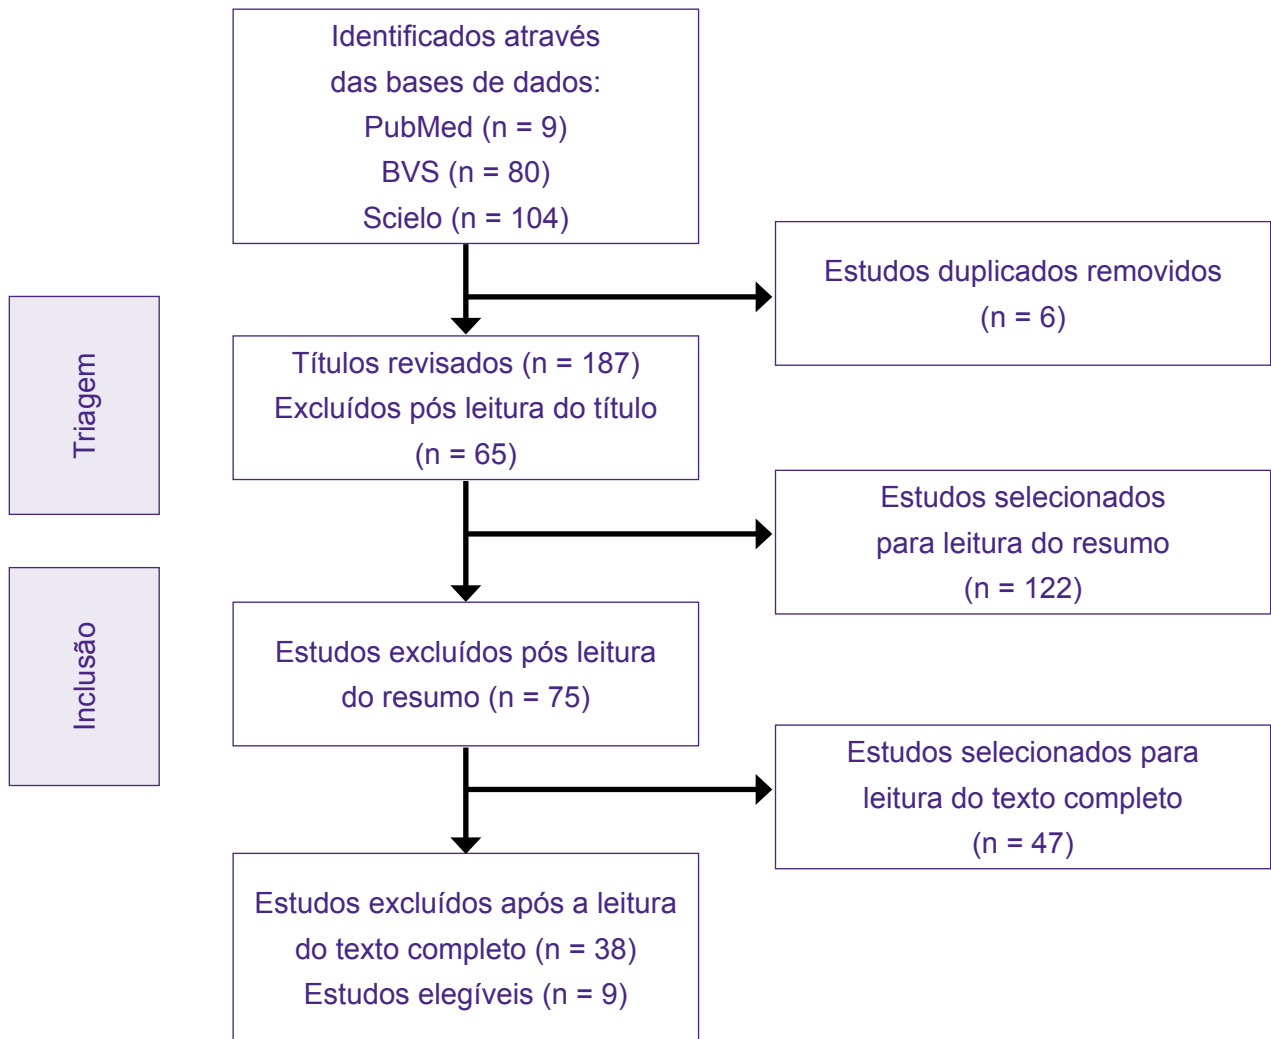 Identificados através
das bases de dados:
PubMed (n = 9)
BVS (n = 80)
Scielo (n = 104)
Estudos duplicados removidos
(n = 6)
Triagem
Títulos revisados (n = 187)
Excluídos pós leitura do título
(n = 65)
Estudos selecionados
para leitura do resumo
(n = 122)
Inclusão
Estudos excluídos pós leitura
do resumo (n = 75)
Estudos selecionados para
leitura do texto completo
(n = 47)
Estudos excluídos após a leitura
do texto completo (n = 38)
Estudos elegíveis (n = 9)